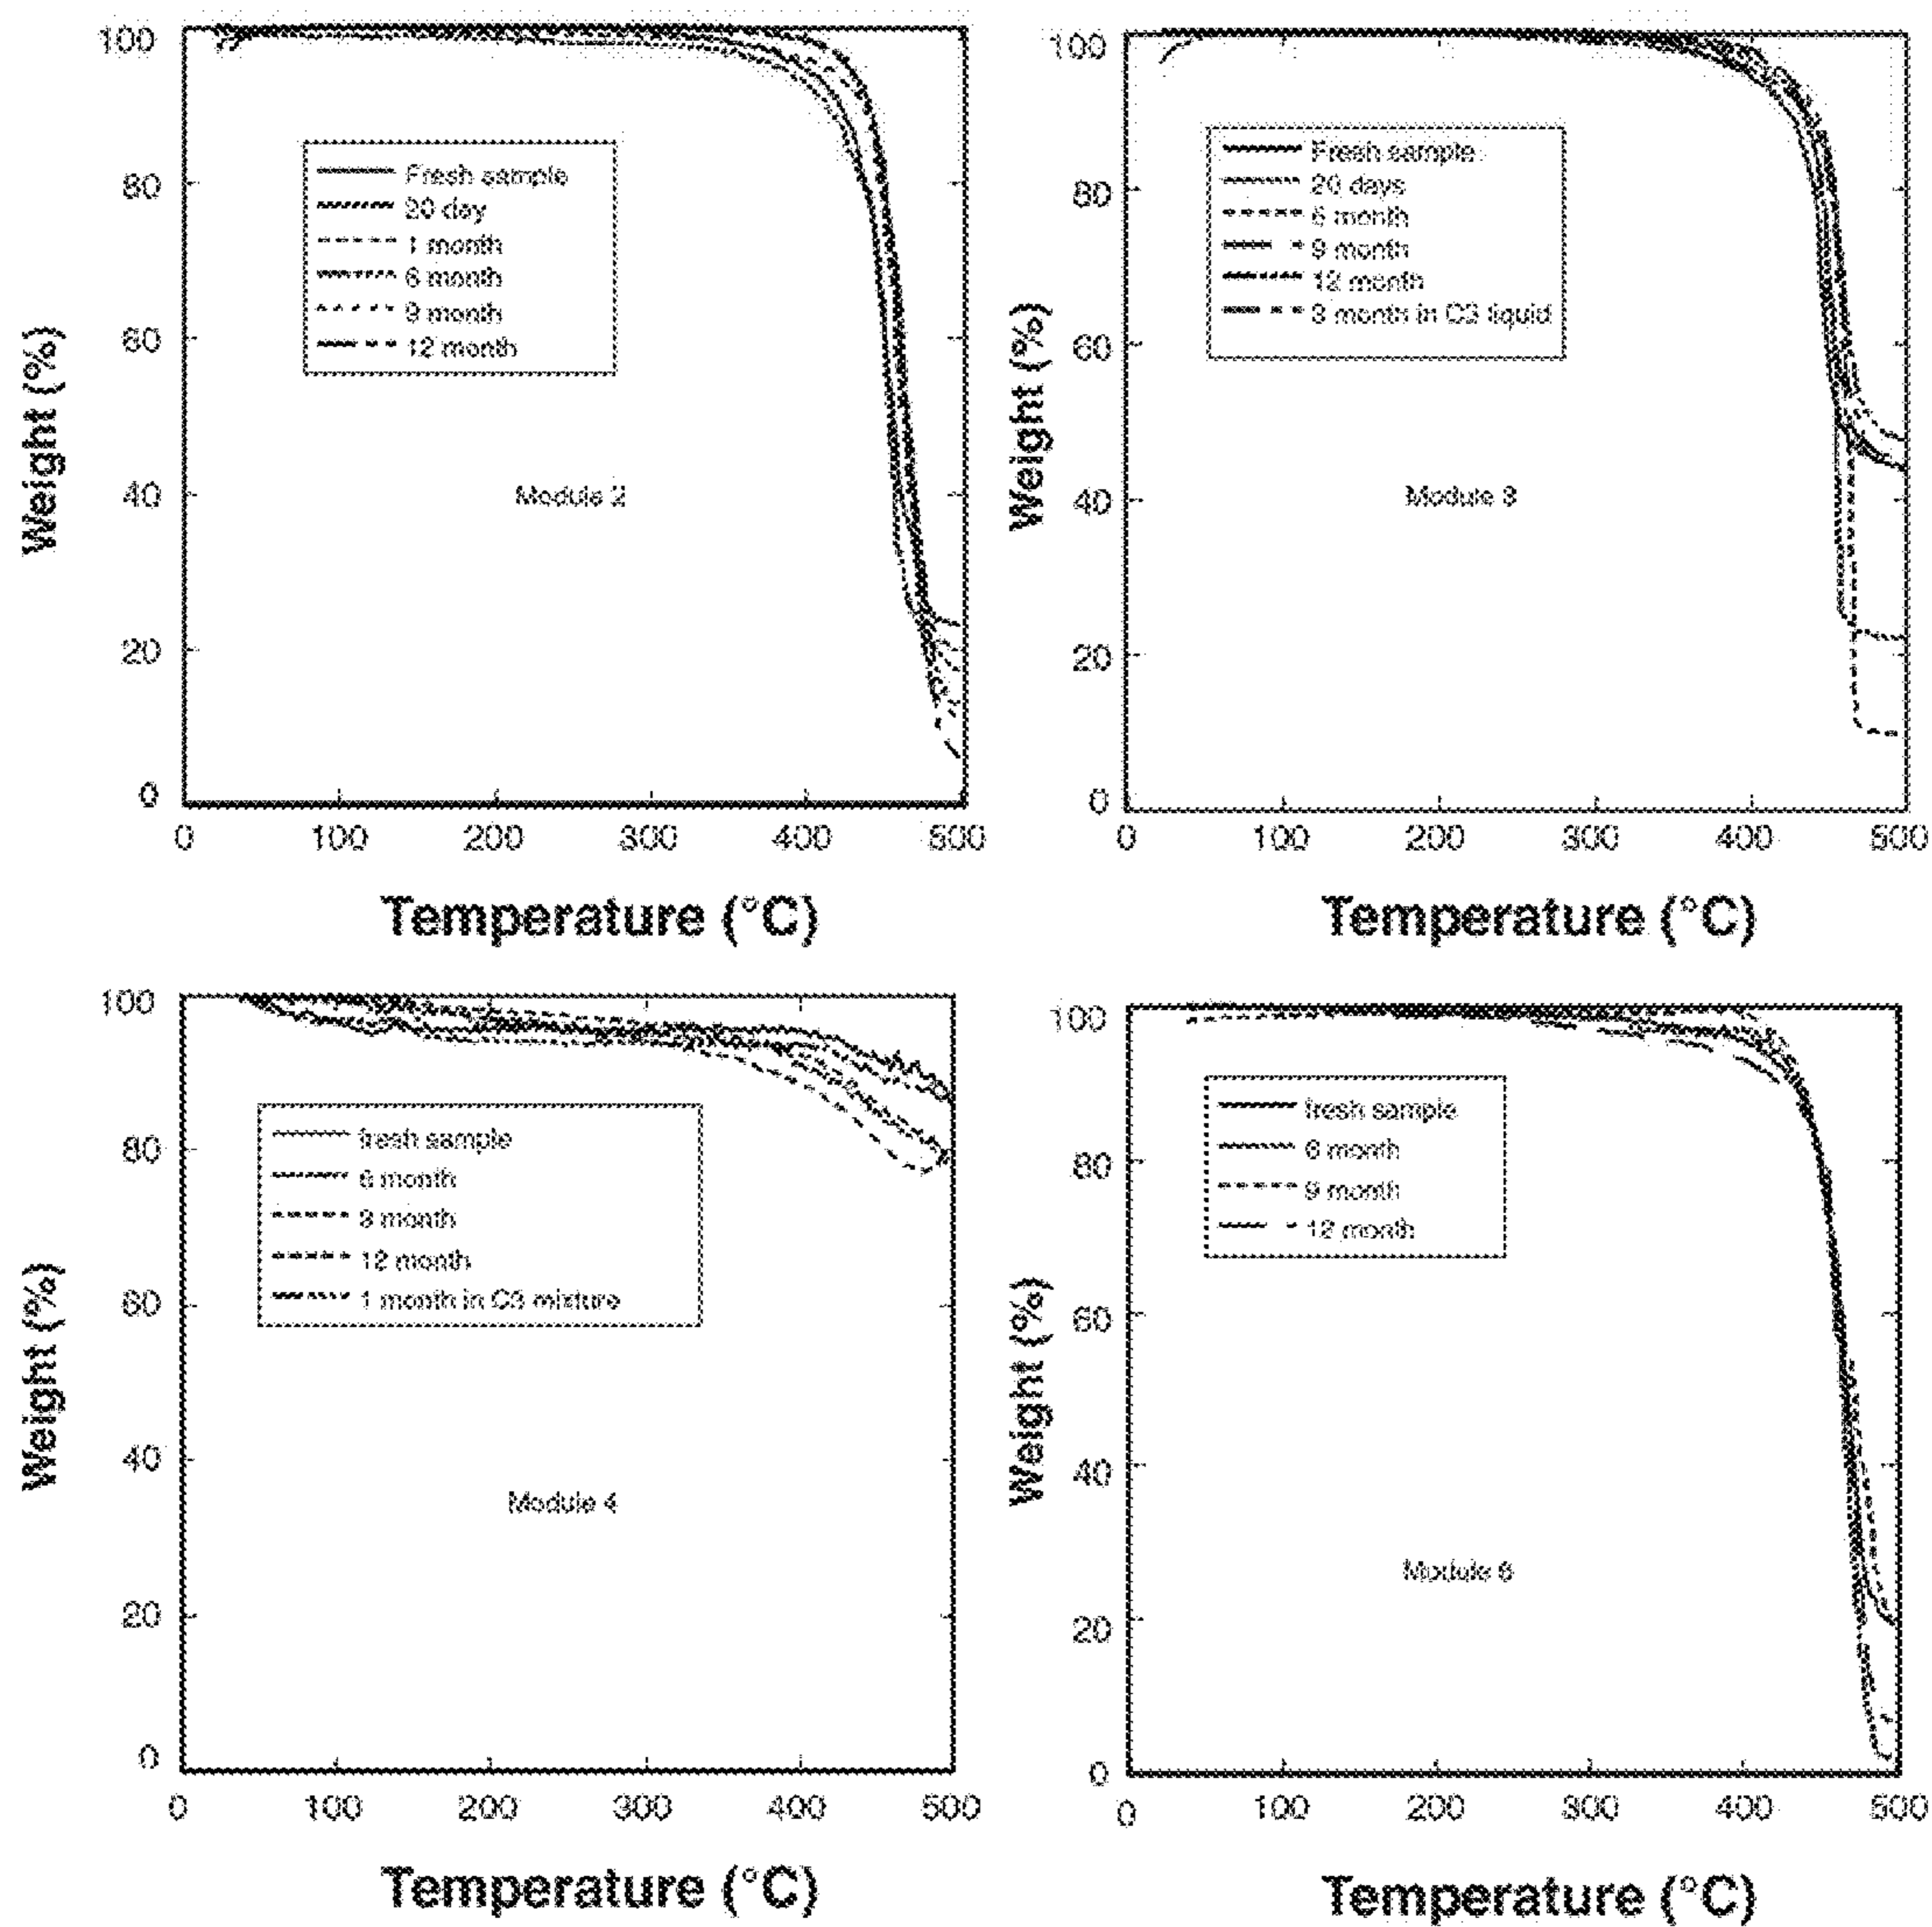 100
80
60
40
20
0
Weight (%)
Fresh sample
20 day
1 month
6 month
9 month
12 month
Module 2
0 100 200 300 400 500
Temperature (°C)
100
80
60
40
20
0
Weight (%)
Fresh sample
20 days
6 month
9 month
12 month
month in C3 liquid
Module 3
0 100 200 300 400 500
Temperature (°C)
100
80
60
40
20
0
Weight (%)
fresh sample
6 month
month
12 month
1 month in C3 mixture
Module 4
0 100 200 300 400 500
Temperature (°C)
100
80
60
40
20
0
Weight (%)
fresh sample
6 month
9 month
12 month
Module
0 100 200 300 400 500
Temperature (°C)